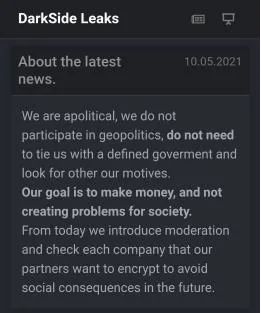 DarkSide Leaks
About the latest
news.
10.05.2021
We are apolitical, we do not
participate in geopolitics, do not need
to tie us with a defined goverment and
look for other our motives.
Our goal is to make money, and not
creating problems for society.
From today we introduce moderation
and check each company that our
partners want to encrypt to avoid
social consequences in the future.